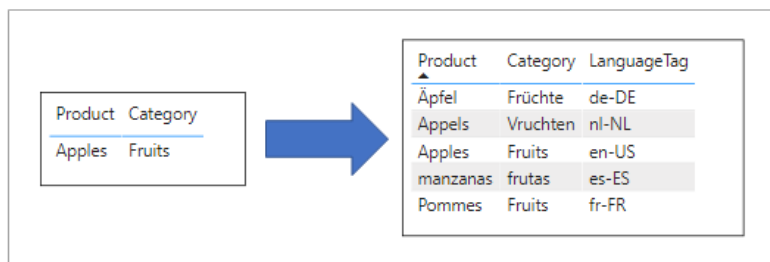 Product Category
Apples Fruits
Product Category LanguageTag
Äpfel Früchte de-DE
Appels Vruchten nl-NL
Apples Fruits en-US
manzanas frutas es-ES
Pommes Fruits fr-FR